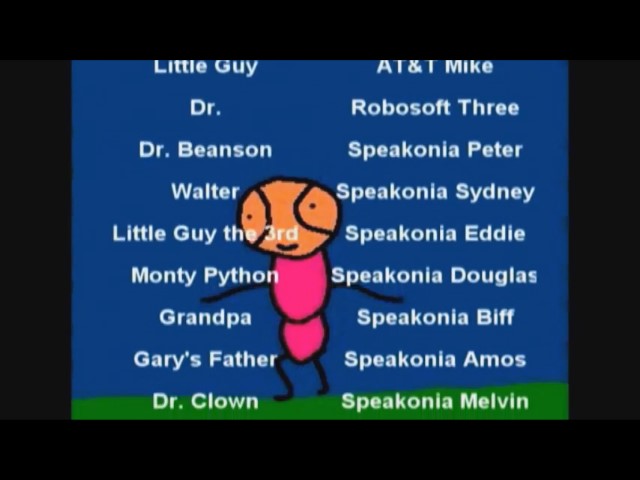 Little Guy AT&T Mike
Dr. Robosoft Three
Dr. Beanson Speakonia Peter
Walter Speakonia Sydney
Little Guy the 3rd Speakonia Eddie
Monty Python Speakonia Douglas
Grandpa Speakonia Biff
Gary's Father Speakonia Amos
Dr. Clown Speakonia Melvin